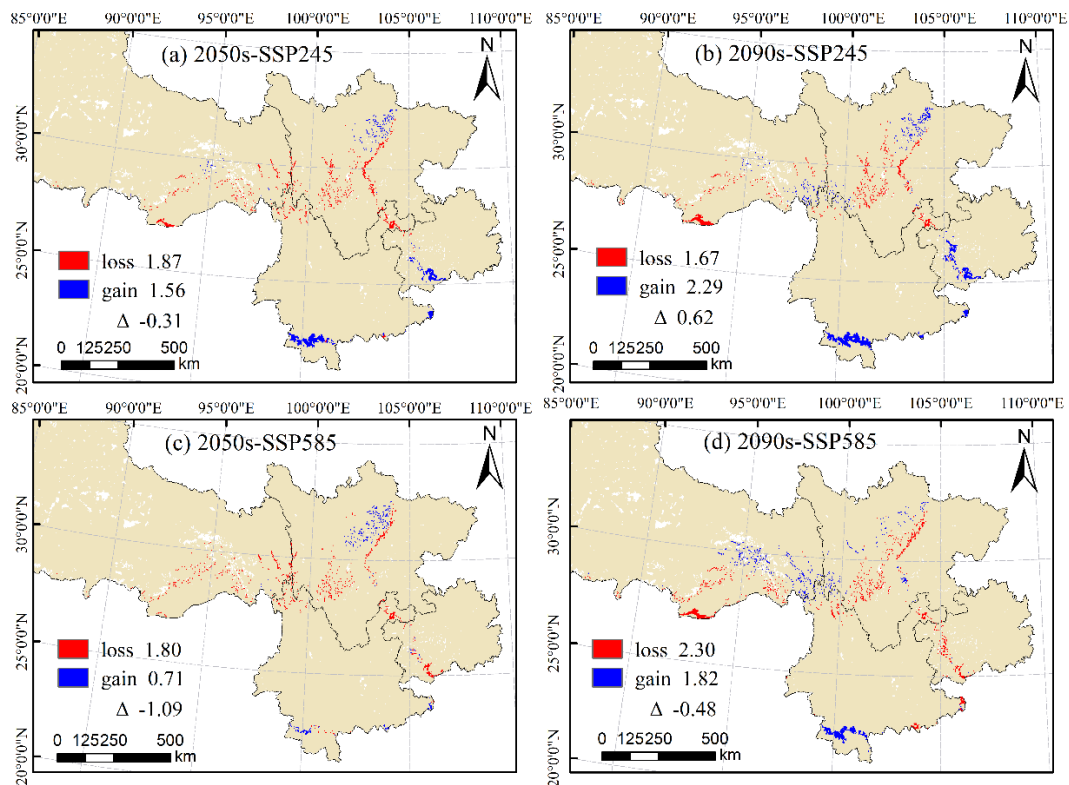 85°0'0"E 90°0'0"E 95°0'0"E 100°0'0"E 105°0'0"E 110°0'0"E
85°0'0"E 90°0'0"E 95°0'0"E 100°0'0"E 105°0'0"E 110°0'0"E
(a) 2050s-SSP245
N
30°0'0"N
25°0'0"N
20°0'0"N
loss 1.87
gain 1.56
Δ -0.31
0 125250 500
km
(b) 2090s-SSP245
N
30°0'0"N
25°0'0"N
20°0'0"N
loss 1.67
gain 2.29
Δ 0.62
0 125250 500
km
85°0'0"E 90°0'0"E 95°0'0"E 100°0'0"E 105°0'0"E 110°0'0"E
85°0'0"E 90°0'0"E 95°0'0"E 100°0'0"E 105°0'0"E 110°0'0"E
(c) 2050s-SSP585
N
30°0'0"N
25°0'0"N
20°0'0"N
loss 1.80
gain 0.71
Δ -1.09
0 125250 500
km
(d) 2090s-SSP585
N
30°0'0"N
25°0'0"N
20°0'0"N
loss 2.30
gain 1.82
Δ -0.48
0 125250 500
km